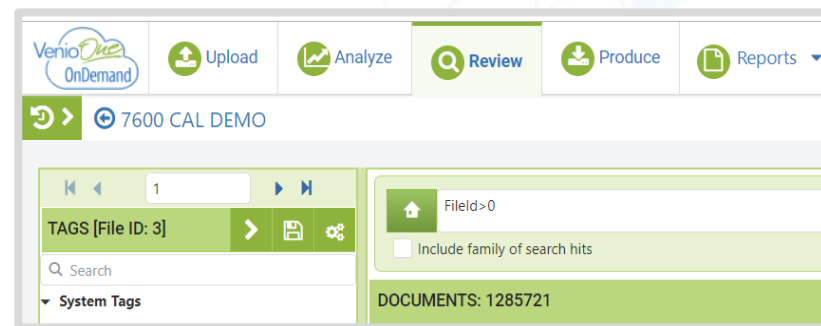 VenioOne
OnDemand
Upload
Analyze
Review
Produce
Reports
7600 CAL DEMO
1
TAGS [File ID: 3]
Search
System Tags
FileId>0
Include family of search hits
DOCUMENTS: 1285721